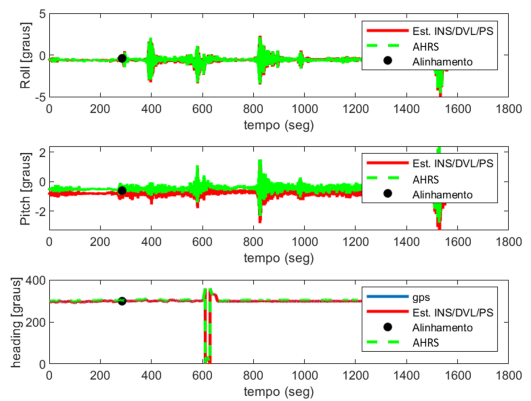 5
0
-5
Roll [graus]
Est. INS/DVL/PS
AHRS
Alinhamento
0 200 400 600 800 1000 1200 1400 1600 1800
tempo (seg)
2
0
-2
Pitch [graus]
Est. INS/DVL/PS
AHRS
Alinhamento
0 200 400 600 800 1000 1200 1400 1600 1800
tempo (seg)
400
200
0
heading [graus]
gps
Est. INS/DVL/PS
Alinhamento
AHRS
0 200 400 600 800 1000 1200 1400 1600 1800
tempo (seg)